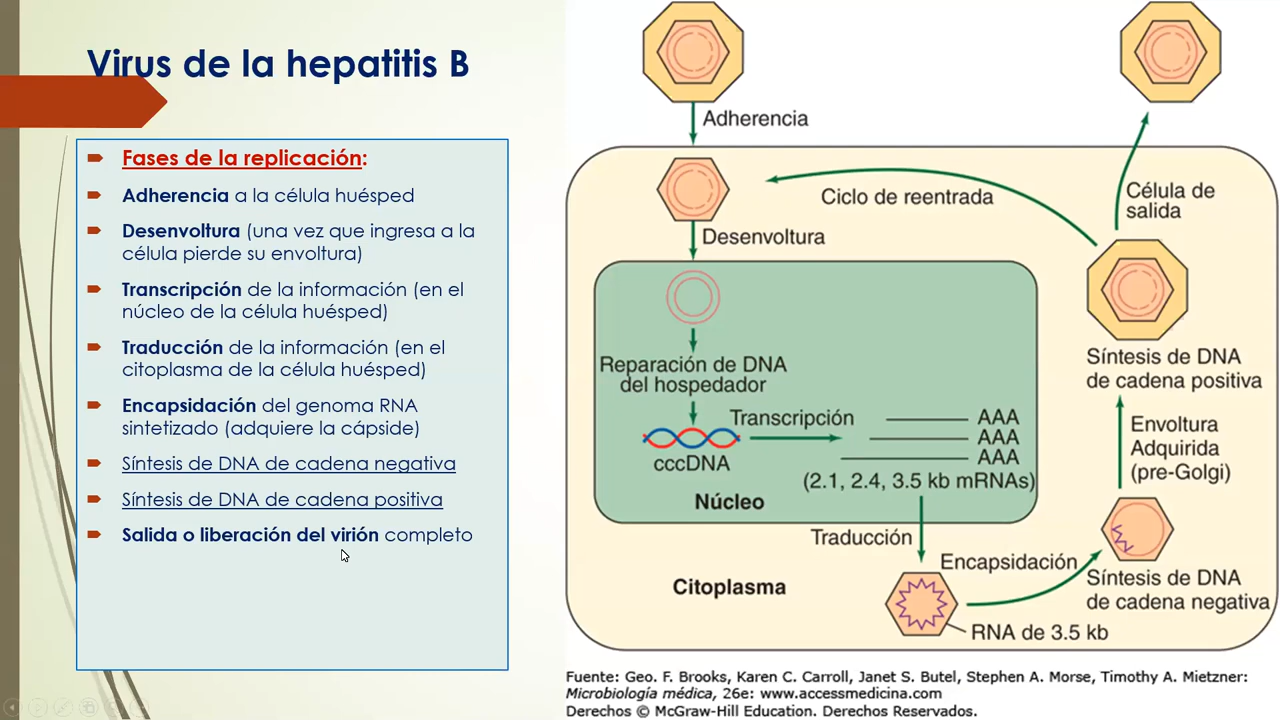 Virus de la hepatitis B
Fases de la replicación:
Adherencia a la célula huésped
Desenvoltura (una vez que ingresa a la
célula pierde su envoltura)
Transcripción de la información (en el
núcleo de la célula huésped)
Traducción de la información (en el
citoplasma de la célula huésped)
Encapsidación del genoma RNA
sintetizado (adquiere la cápside)
Síntesis de DNA de cadena negativa
Síntesis de DNA de cadena positiva
Salida o liberación del virión completo
Adherencia
Ciclo de reentrada
Célula de
salida
Desenvoltura
Reparación de DNA
del hospedador
Transcripción
AAA
AAA
AAA
cccDNA
(2.1, 2.4, 3.5 kb mRNAs)
Núcleo
Síntesis de DNA
de cadena positiva
Envoltura
Adquirida
(pre-Golgi)
Traducción
Encapsidación
Citoplasma
Síntesis de DNA
de cadena negativa
RNA de 3.5 kb
Fuente: Geo. F. Brooks, Karen C. Carroll, Janet S. Butel, Stephen A. Morse, Timothy A. Mietzner:
Microbiología médica, 26e: www.accessmedicina.com
Derechos © McGraw-Hill Education. Derechos Reservados.